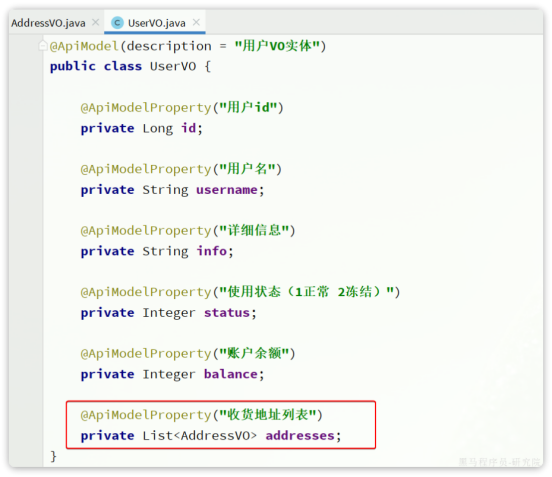 AddressVO.java
UserVO.java
@ApiModel(description = "用户VO实体")
public class UserVO {
@ApiModelProperty("用户id")
private Long id;
@ApiModelProperty("用户名")
private String username;
@ApiModelProperty("详细信息")
private String info;
@ApiModelProperty("使用状态（1正常 2冻结）")
private Integer status;
@ApiModelProperty("账户余额")
private Integer balance;
@ApiModelProperty("收货地址列表")
private List<AddressVO> addresses;
}
黑马程序员-研究院